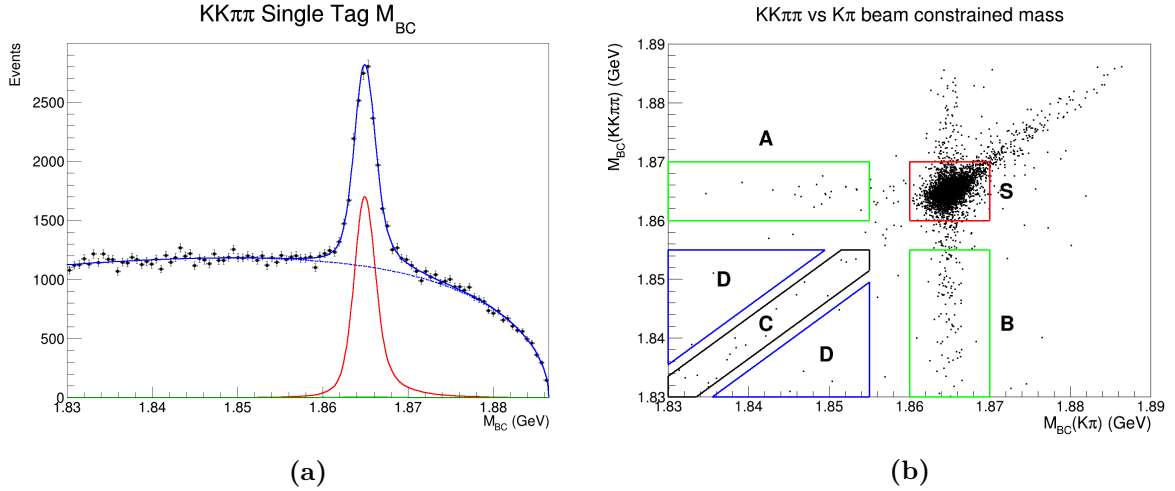 KKππ Single Tag M_BC
Events
2500
2000
1500
1000
500
0
1.83 1.84 1.85 1.86 1.87 1.88
M_BC (GeV)
(a)
KKππ vs Kπ beam constrained mass
M_BC(KKππ) (GeV)
1.89
1.88
1.87
1.86
1.85
1.84
1.83
A
S
D
C
B
D
1.83 1.84 1.85 1.86 1.87 1.88 1.89
M_BC(Kπ) (GeV)
(b)